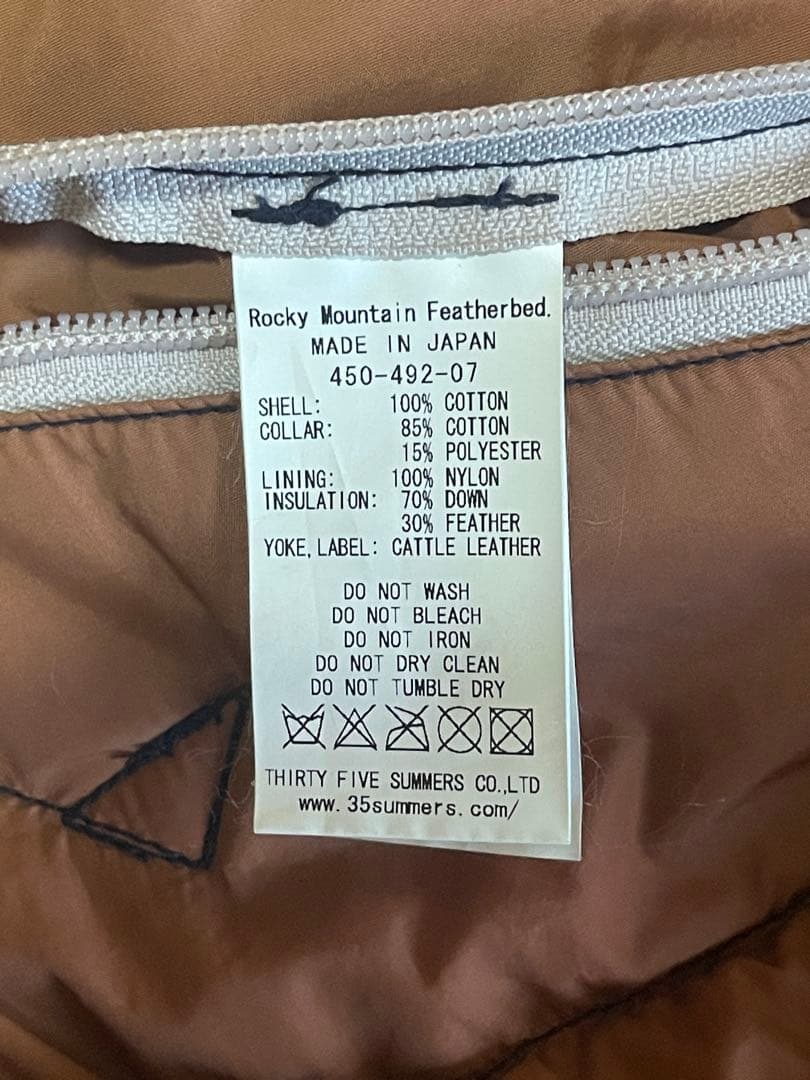 Rocky Mountain Featherbed.
MADE IN JAPAN
450-492-07
SHELL: 100% COTTON
COLLAR: 85% COTTON
15% POLYESTER
LINING: 100% NYLON
INSULATION: 70% DOWN
30% FEATHER
YOKE, LABEL: CATTLE LEATHER
DO NOT WASH
DO NOT BLEACH
DO NOT IRON
DO NOT DRY CLEAN
DO NOT TUMBLE DRY
THIRTY FIVE SUMMERS CO.,LTD
www. 35summers. com/